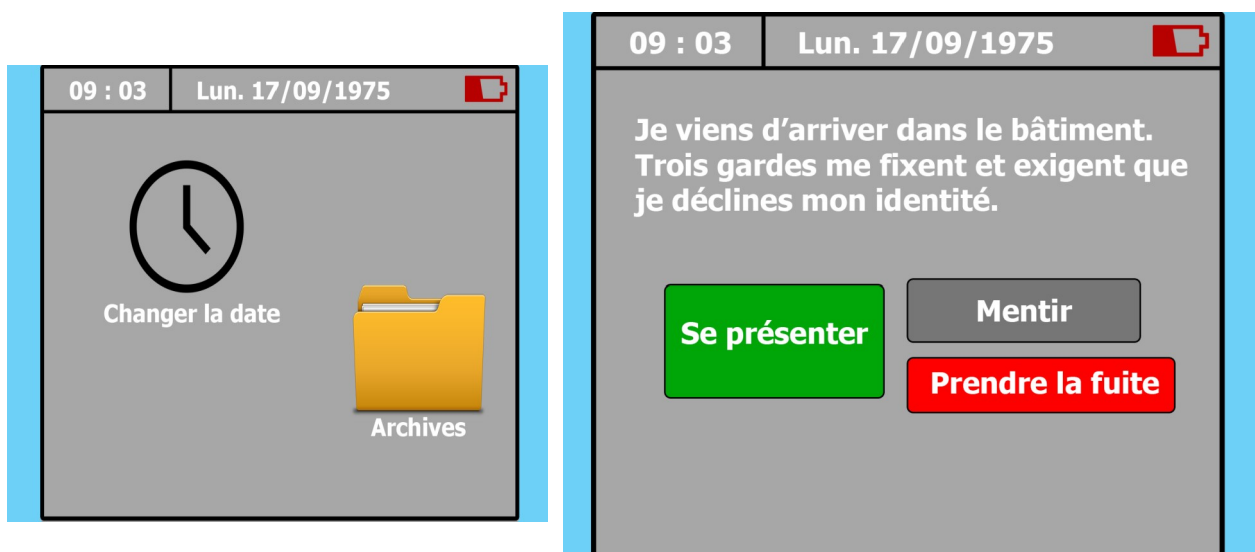 09 : 03
Lun. 17/09/1975
Changer la date
Archives
09 : 03
Lun. 17/09/1975
Je viens d’arriver dans le bâtiment.
Trois gardes me fixent et exigent que
je déclines mon identité.
Se présenter
Mentir
Prendre la fuite